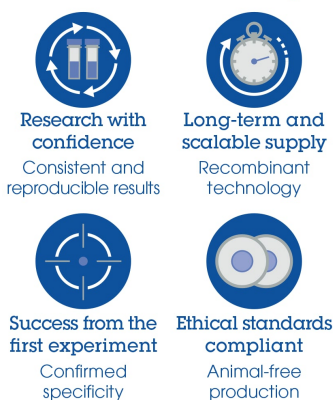 Research with
confidence
Consistent and
reproducible results
Long-term and
scalable supply
Recombinant
technology
Success from the
first experiment
Confirmed
specificity
Ethical standards
compliant
Animal-free
production